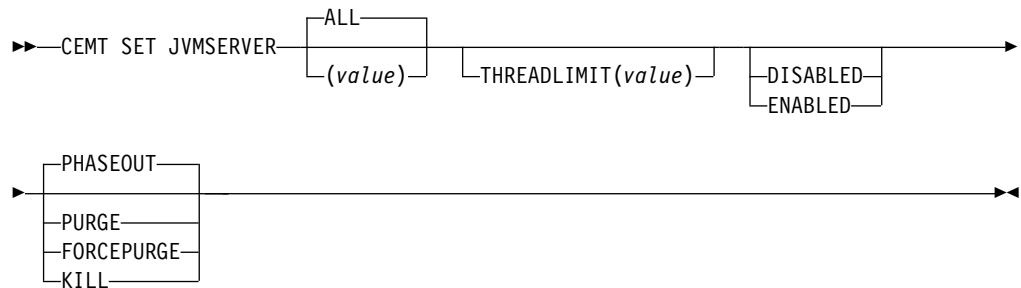 ALL
CEMT SET JVMSERVER
(value)
THREADLIMIT(value)
DISABLED
ENABLED
PHASEOUT
PURGE
FORCEPURGE
KILL